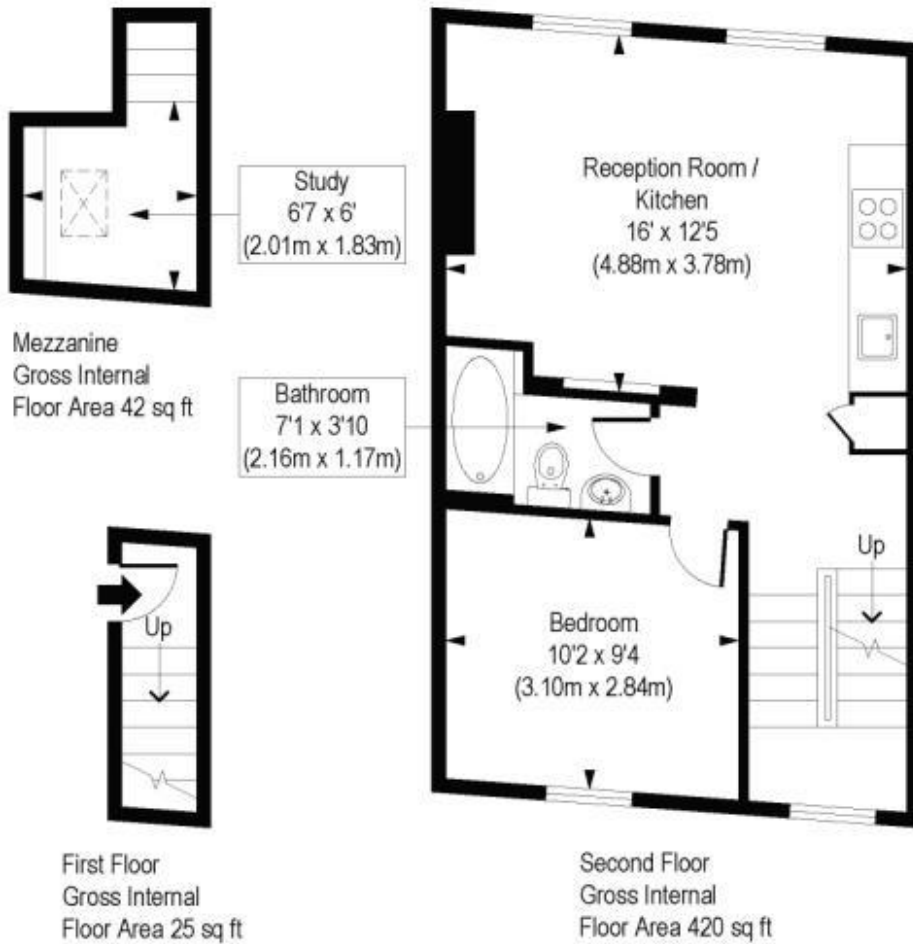 Study
6'7 x 6'
(2.01m x 1.83m)
Mezzanine
Gross Internal
Floor Area 42 sq ft
Reception Room /
Kitchen
16' x 12'5
(4.88m x 3.78m)
Bathroom
7'1 x 3'10
(2.16m x 1.17m)
Up
Bedroom
10'2 x 9'4
(3.10m x 2.84m)
Up
First Floor
Gross Internal
Floor Area 25 sq ft
Second Floor
Gross Internal
Floor Area 420 sq ft